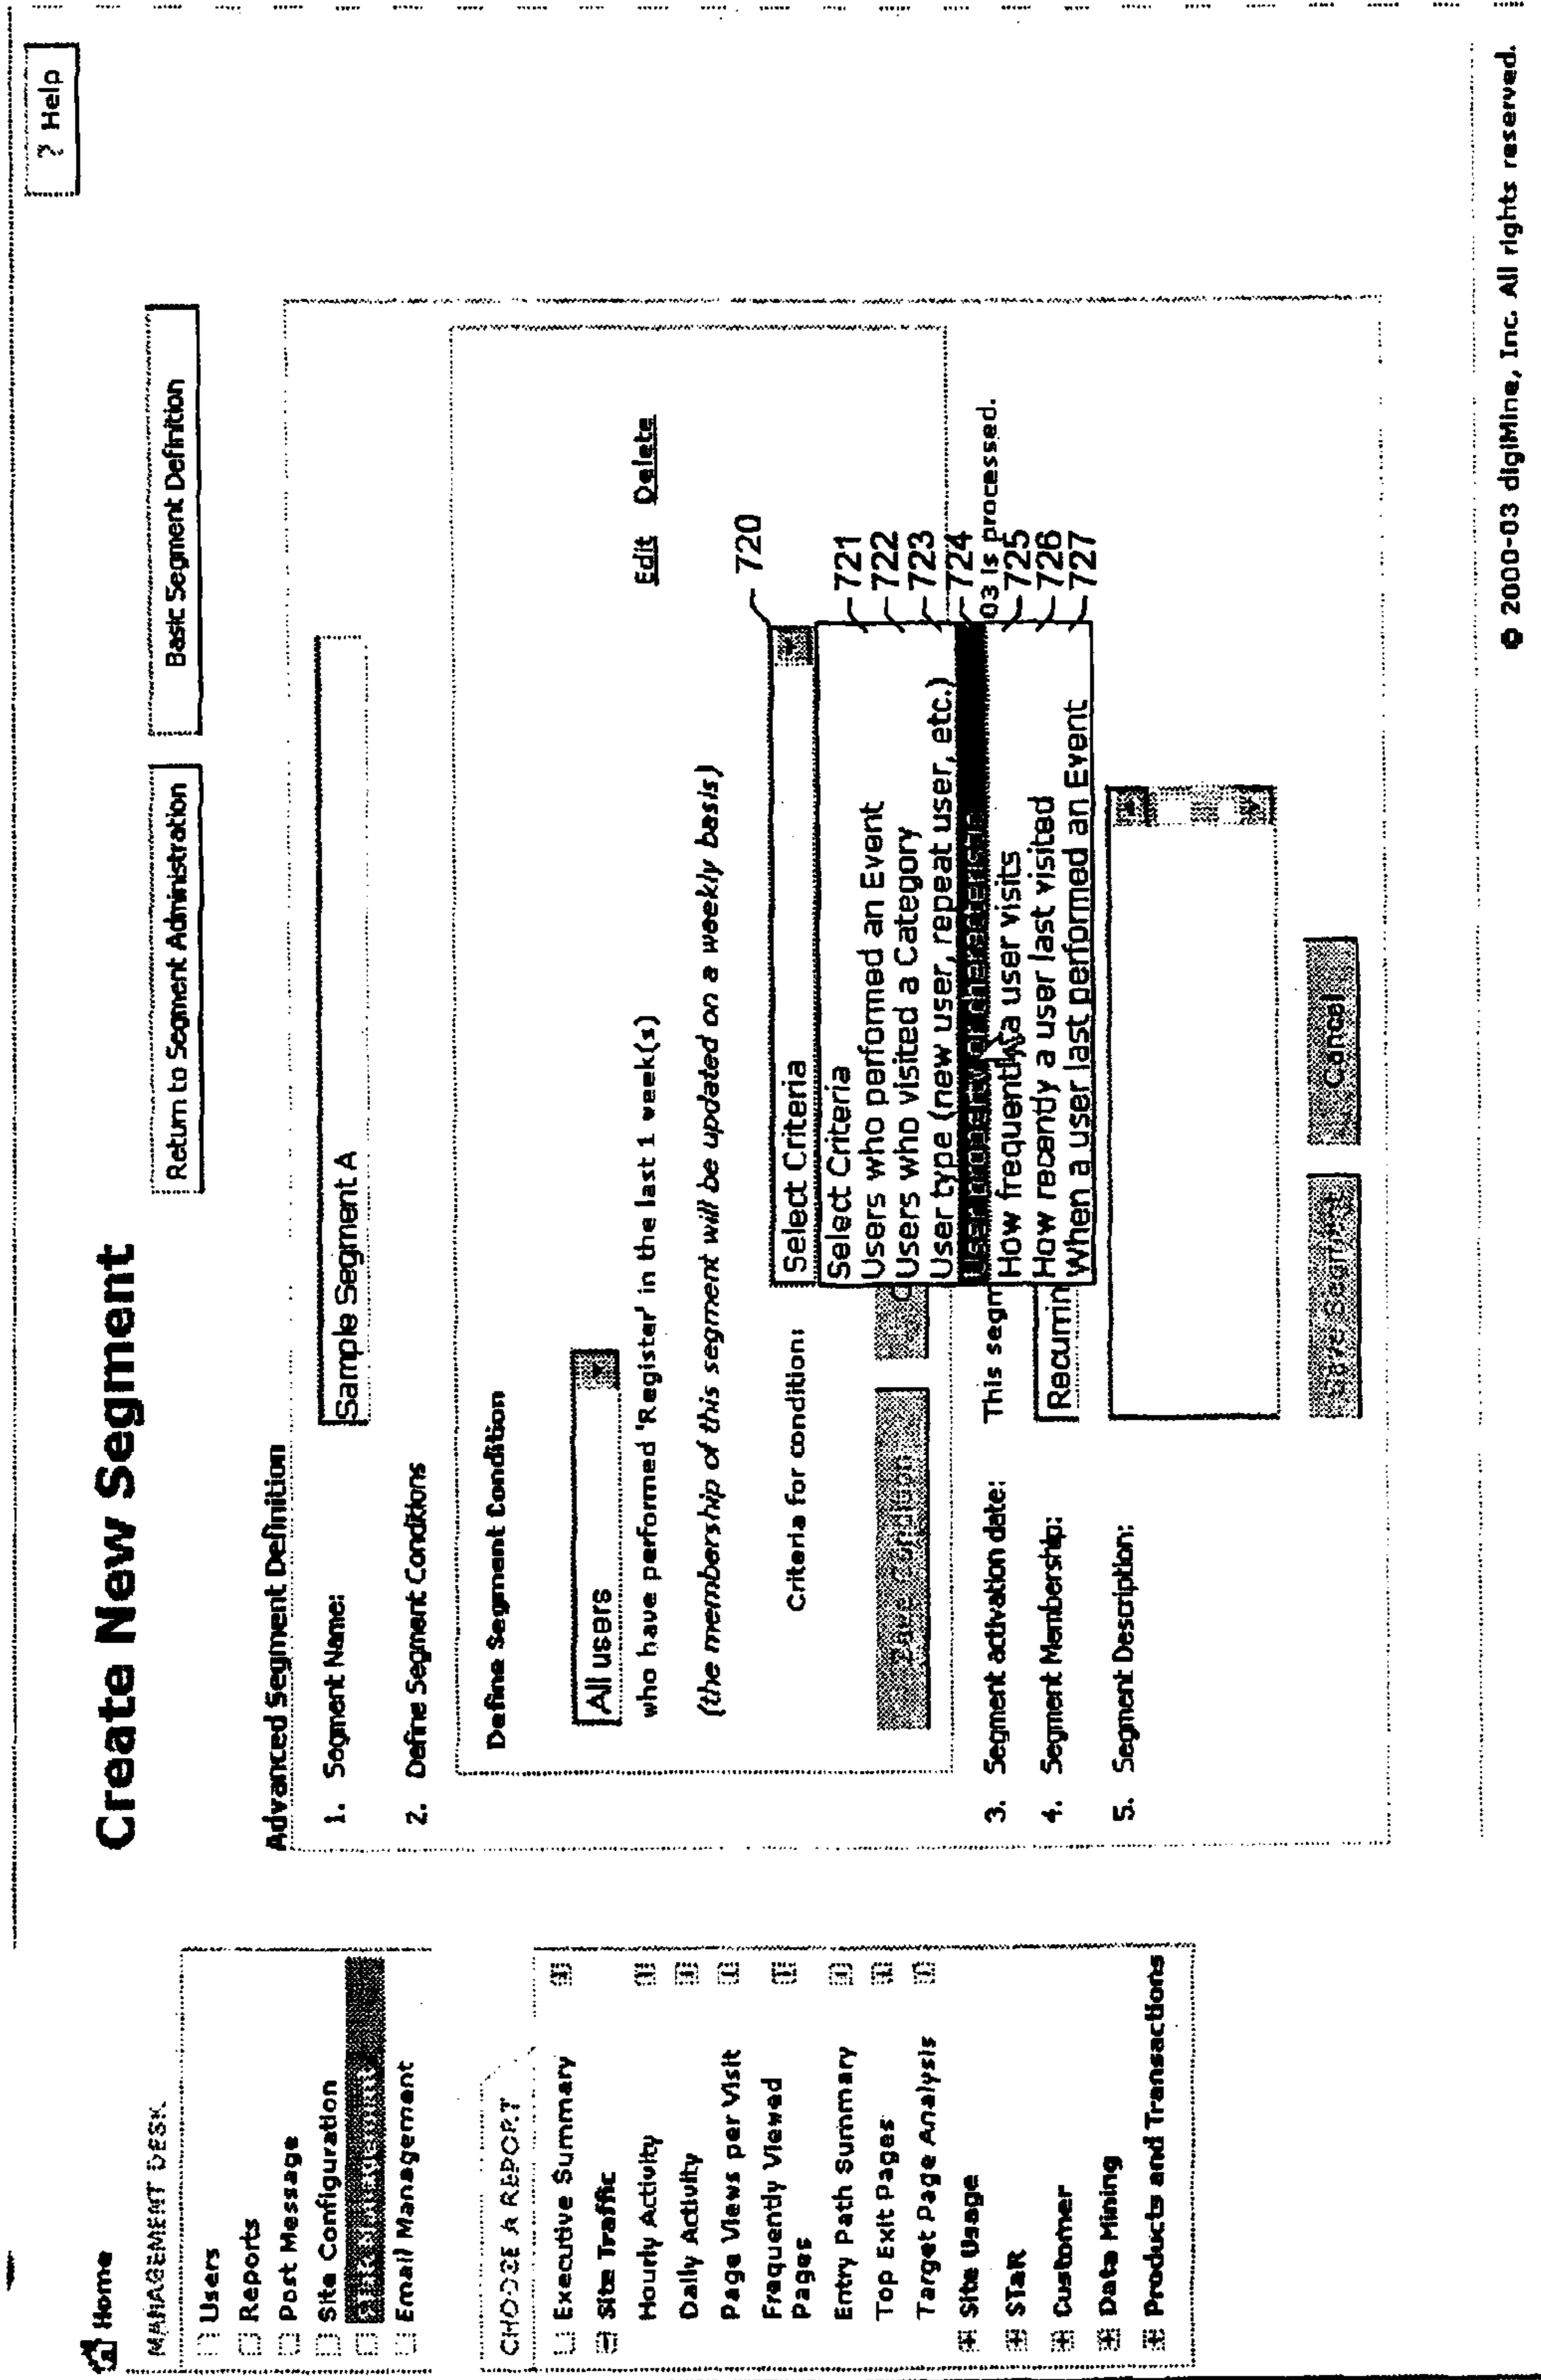 Home
MANAGEMENT DESK
Users
Reports
Post Message
Site Configuration
Email Management
CHOOSE A REPORT
Executive Summary
Site Traffic
Hourly Activity
Daily Activity
Page Views per Visit
Frequently Viewed
Pages
Entry Path Summary
Top Exit Pages
Target Page Analysis
Site Usage
STaR
Customer
Data Mining
Products and Transactions
? Help
Create New Segment
Return to Segment Administration
Basic Segment Definition
Advanced Segment Definition
1. Segment Name: Sample Segment A
2. Define Segment Conditions
Define Segment Condition
All users
who have performed 'Register' in the last 1 week(s) Edit Delete
(the membership of this segment will be updated on a weekly basis)
720
Criteria for condition: Select Criteria
Select Criteria 721
Users who performed an Event 722
Users who visited a Category 723
User type (new user, repeat user, etc.) 724
How frequently a user visits 725
How recently a user last visited 726
When a user last performed an Event 727
Save Condition
3. Segment activation date: This segm 03 is processed.
4. Segment Membership: Recurrin
5. Segment Description:
Save Segment Cancel
© 2000-03 digiMine, Inc. All rights reserved.